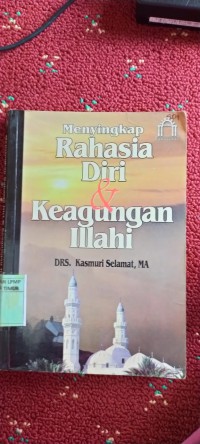 Menyingkap
Rahasia
Diri
&
Keagungan
Illahi
DRS. Kasmuri Selamat, MA